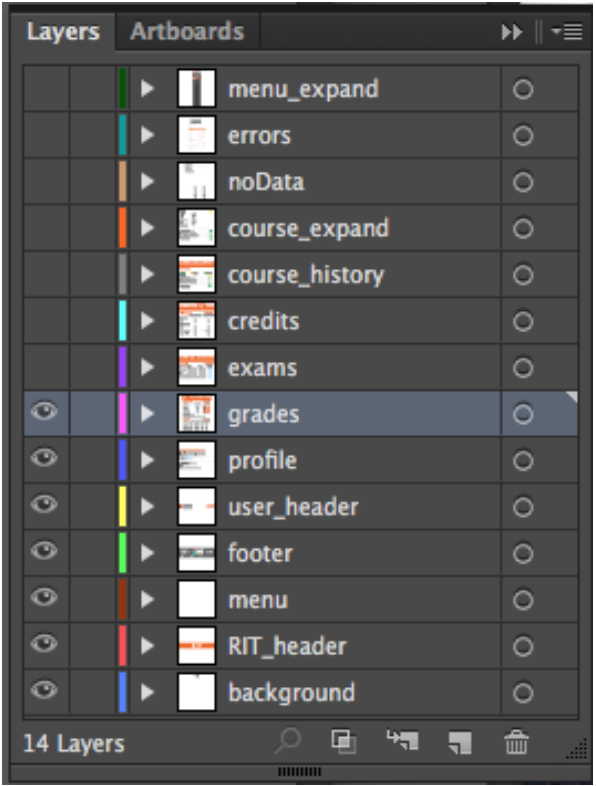 Layers Artboards
menu_expand
errors
noData
course_expand
course_history
credits
exams
grades
profile
user_header
footer
menu
RIT_header
background
14 Layers